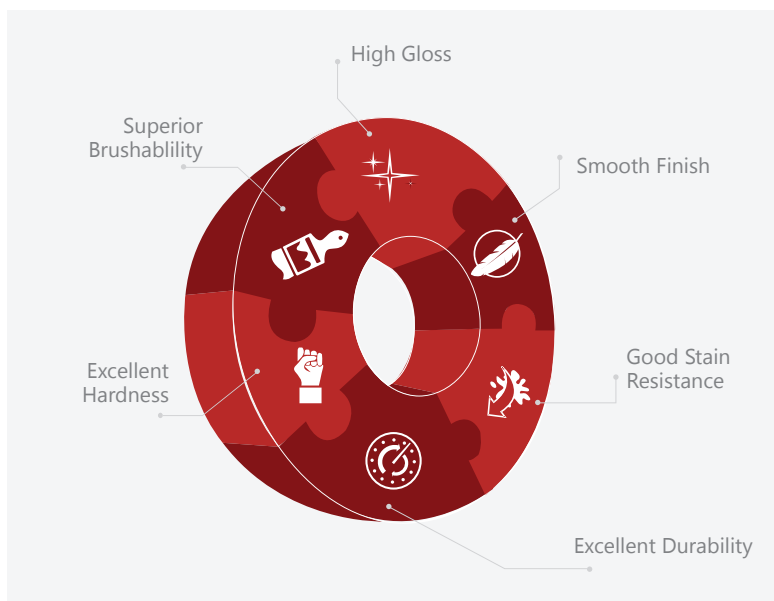 High Gloss
Superior
Brushablility
Smooth Finish
Good Stain
Resistance
Excellent
Hardness
Excellent Durability